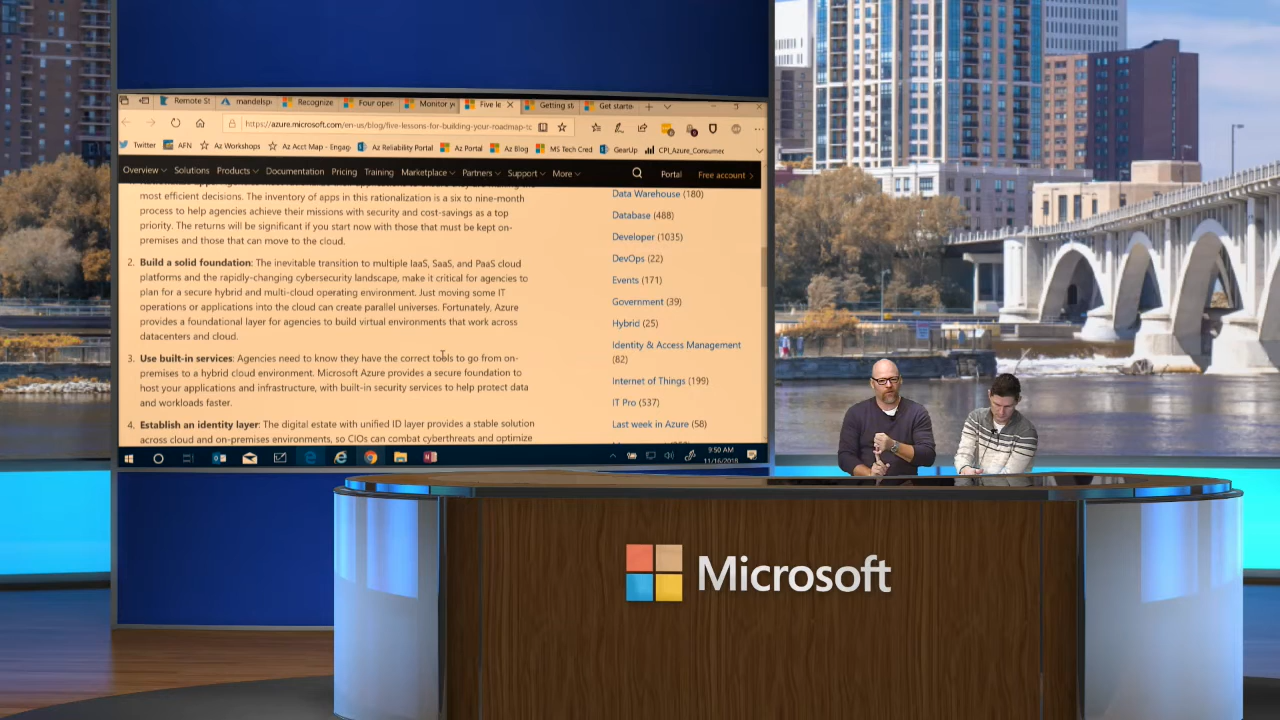 Remote St
mandelsp
Recognize
Four open
Monitor yo
Five le
Getting st
Get starte
https://azure.microsoft.com/en-us/blog/five-lessons-for-building-your-roadmap-to
Twitter
AFN
Az Workshops
Az Acct Map - Engag
Az Reliability Portal
Az Portal
Az Blog
MS Tech Cred
GearUp
CPI_Azure_Consumec
Overview
Solutions
Products
Documentation
Pricing
Training
Marketplace
Partners
Support
More
Portal
Free account
most efficient decisions. The inventory of apps in this rationalization is a six to nine-month
process to help agencies achieve their missions with security and cost-savings as a top
priority. The returns will be significant if you start now with those that must be kept on-
premises and those that can move to the cloud.
2. Build a solid foundation: The inevitable transition to multiple IaaS, SaaS, and PaaS cloud
platforms and the rapidly-changing cybersecurity landscape, make it critical for agencies to
plan for a secure hybrid and multi-cloud operating environment. Just moving some IT
operations or applications into the cloud can create parallel universes. Fortunately, Azure
provides a foundational layer for agencies to build virtual environments that work across
datacenters and cloud.
3. Use built-in services: Agencies need to know they have the correct tools to go from on-
premises to a hybrid cloud environment. Microsoft Azure provides a secure foundation to
host your applications and infrastructure, with built-in security services to help protect data
and workloads faster.
4. Establish an identity layer: The digital estate with unified ID layer provides a stable solution
across cloud and on-premises environments, so CIOs can combat cyberthreats and optimize
Data Warehouse (180)
Database (488)
Developer (1035)
DevOps (22)
Events (171)
Government (39)
Hybrid (25)
Identity & Access Management
(82)
Internet of Things (199)
IT Pro (537)
Last week in Azure (58)
9:50 AM
11/16/2018
Microsoft